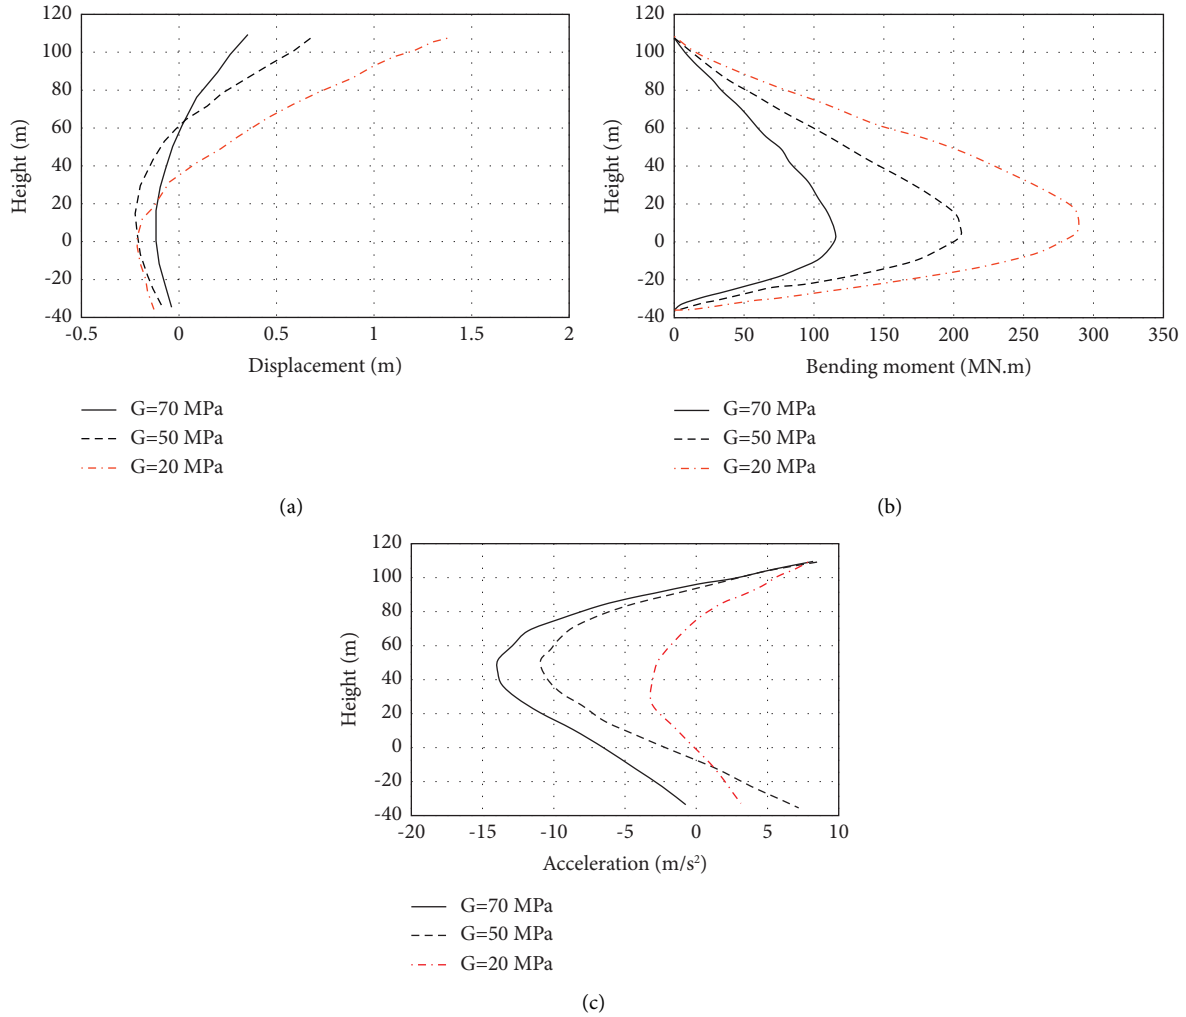 120
100
80
60
40
20
0
-20
-40
Height (m)
-0.5 0 0.5 1 1.5 2
Displacement (m)
G=70 MPa
G=50 MPa
G=20 MPa
(a)
120
100
80
60
40
20
0
-20
-40
Height (m)
0 50 100 150 200 250 300 350
Bending moment (MN.m)
G=70 MPa
G=50 MPa
G=20 MPa
(b)
120
100
80
60
40
20
0
-20
-40
Height (m)
-20 -15 -10 -5 0 5 10
Acceleration (m/s²)
G=70 MPa
G=50 MPa
G=20 MPa
(c)